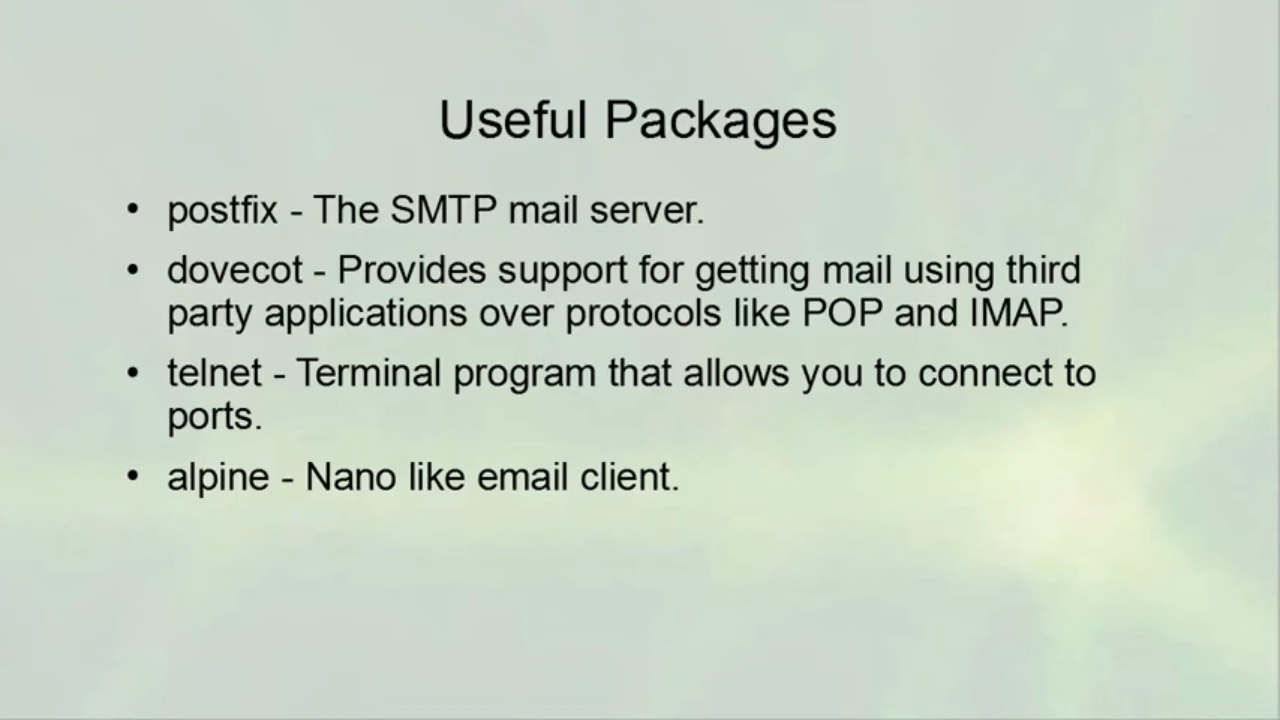 Useful Packages
• postfix - The SMTP mail server.
• dovecot - Provides support for getting mail using third
party applications over protocols like POP and IMAP.
• telnet - Terminal program that allows you to connect to
ports.
• alpine - Nano like email client.